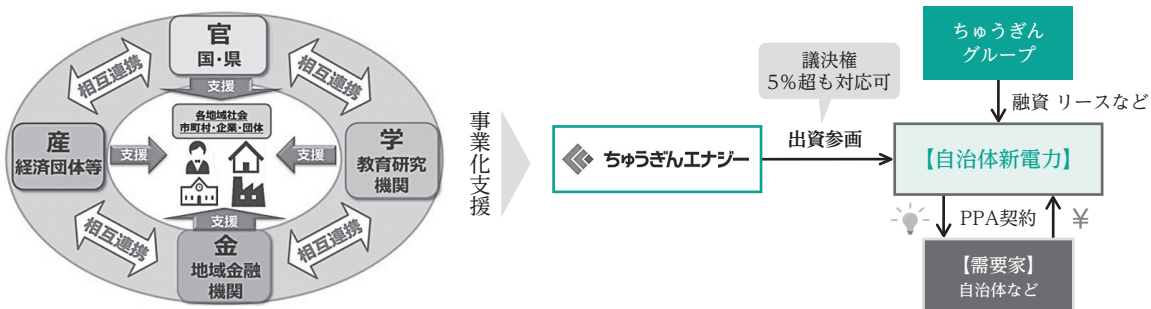 官
国・県
相互連携
相互連携
支援
各地域社会
市町村・企業・団体
産
経済団体等
支援
支援
学
教育研究
機関
支援
相互連携
相互連携
金
地域金融
機関
事業化支援
ちゅうぎんエナジー
議決権
5%超も対応可
出資参画
ちゅうぎん
グループ
融資 リースなど
【自治体新電力】
PPA契約
¥
【需要家】
自治体など